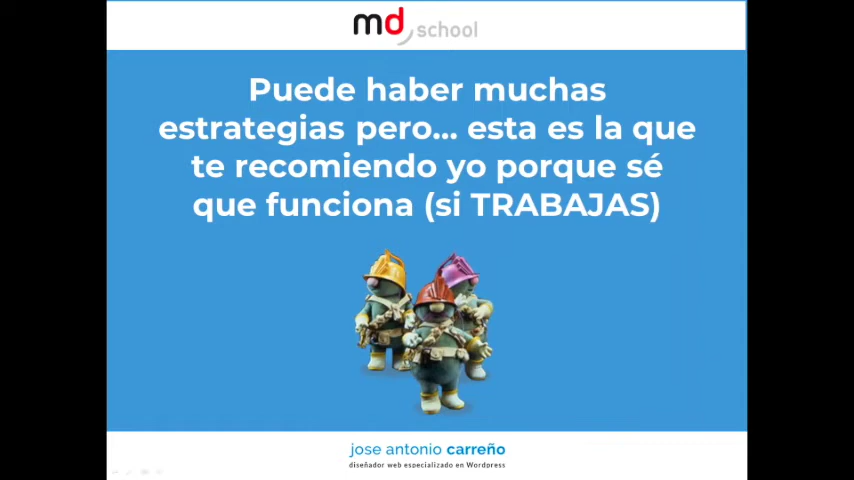 md school
Puede haber muchas
estrategias pero... esta es la que
te recomiendo yo porque sé
que funciona (si TRABAJAS)
jose antonio carreño
diseñador web especializado en Wordpress